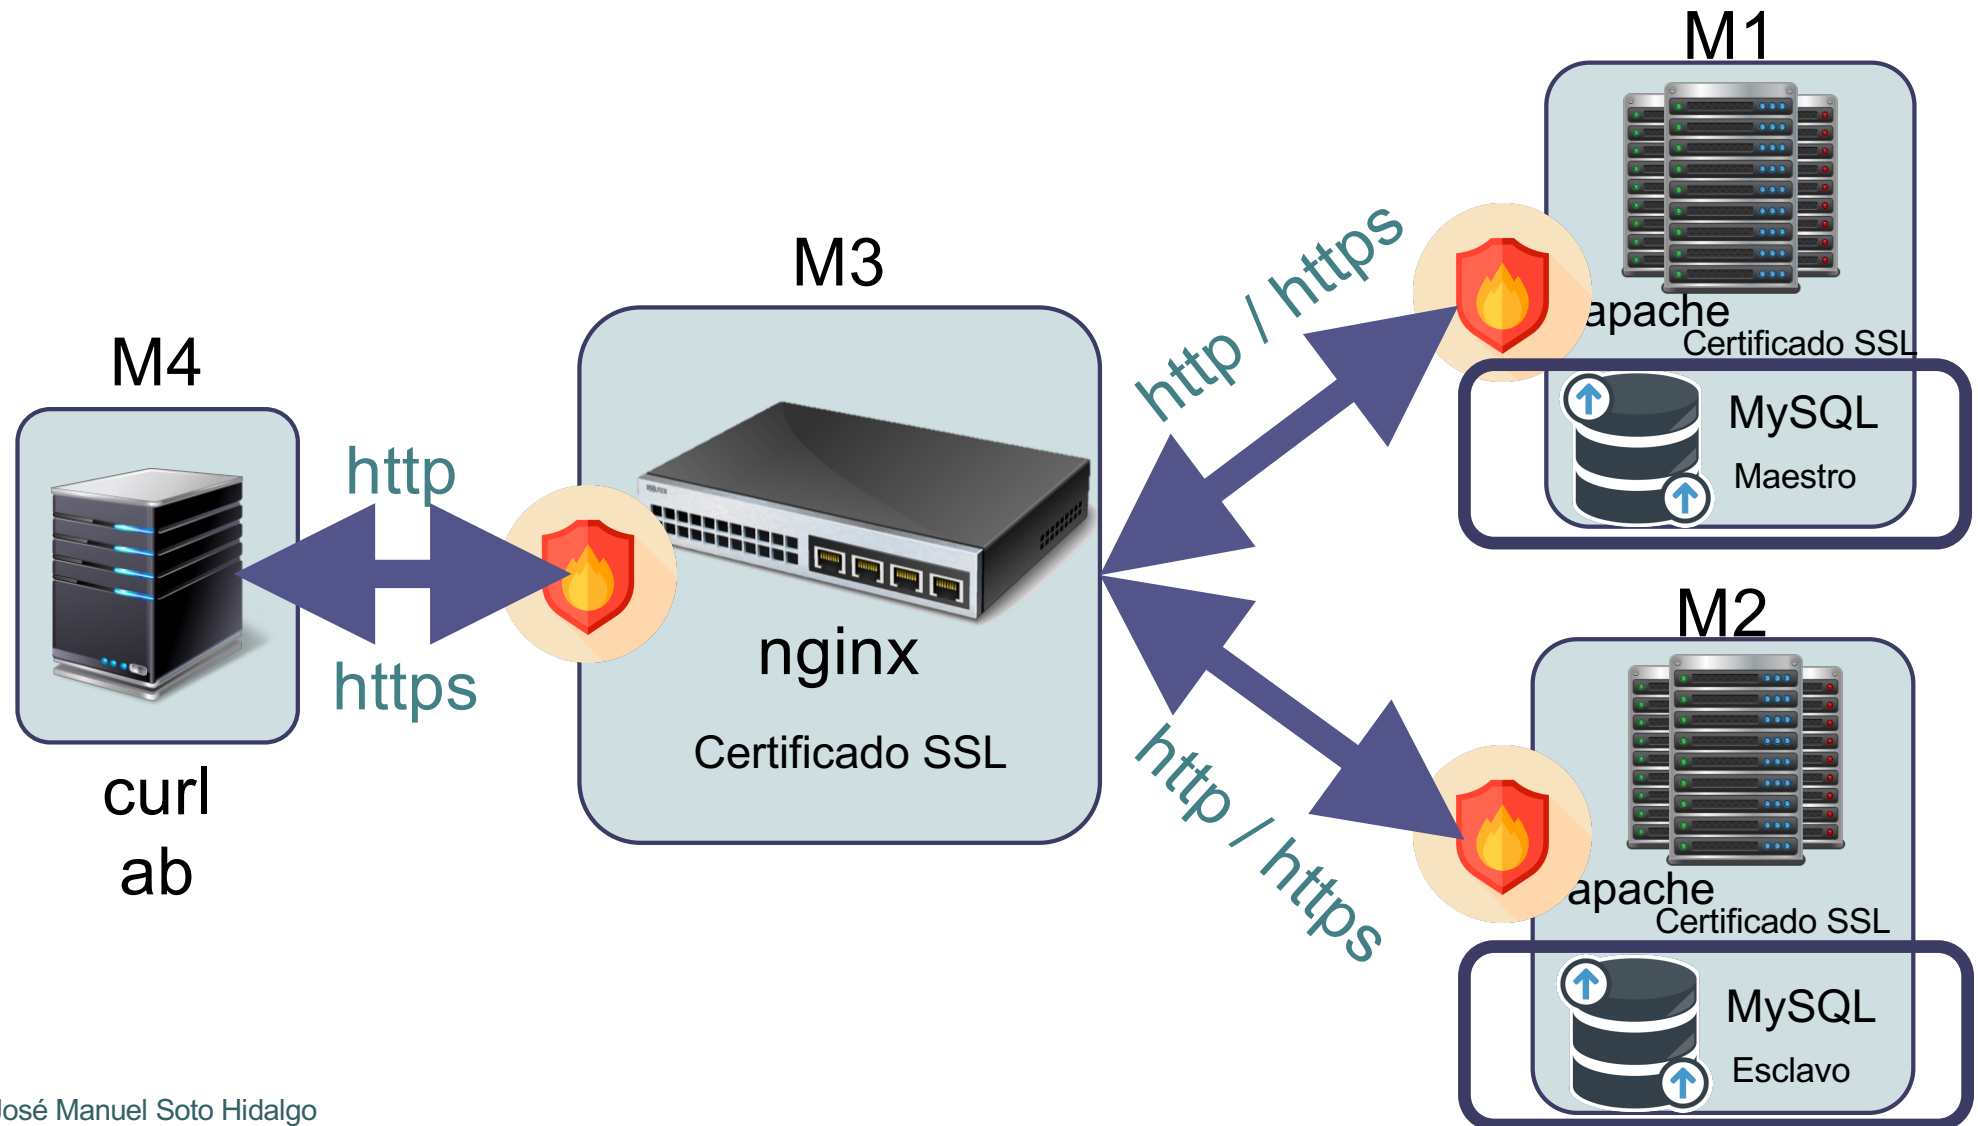 M1
apache
Certificado SSL
MySQL
Maestro
http / https
M3
ROUTER
nginx
Certificado SSL
M4
http
https
curl
ab
http / https
M2
apache
Certificado SSL
MySQL
Esclavo
José Manuel Soto Hidalgo